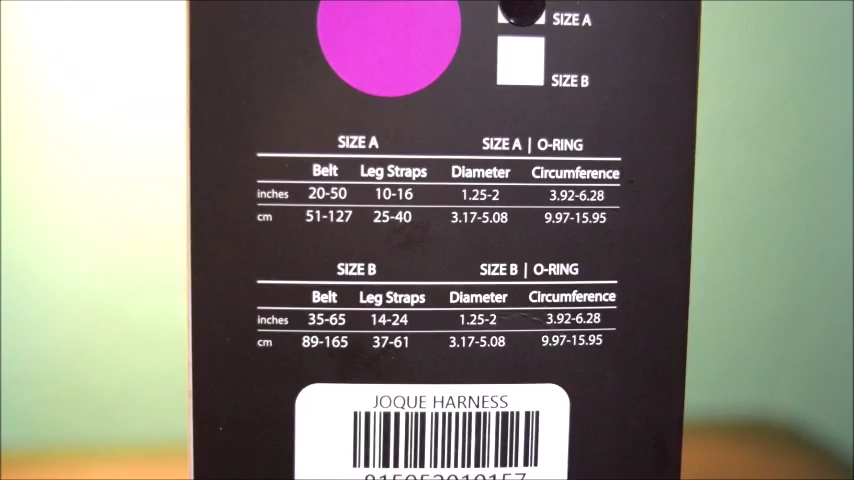 SIZE A
SIZE B
SIZE A SIZE A | O-RING
Belt Leg Straps Diameter Circumference
inches 20-50 10-16 1.25-2 3.92-6.28
cm 51-127 25-40 3.17-5.08 9.97-15.95
SIZE B SIZE B | O-RING
Belt Leg Straps Diameter Circumference
inches 35-65 14-24 1.25-2 3.92-6.28
cm 89-165 37-61 3.17-5.08 9.97-15.95
JOQUE HARNESS